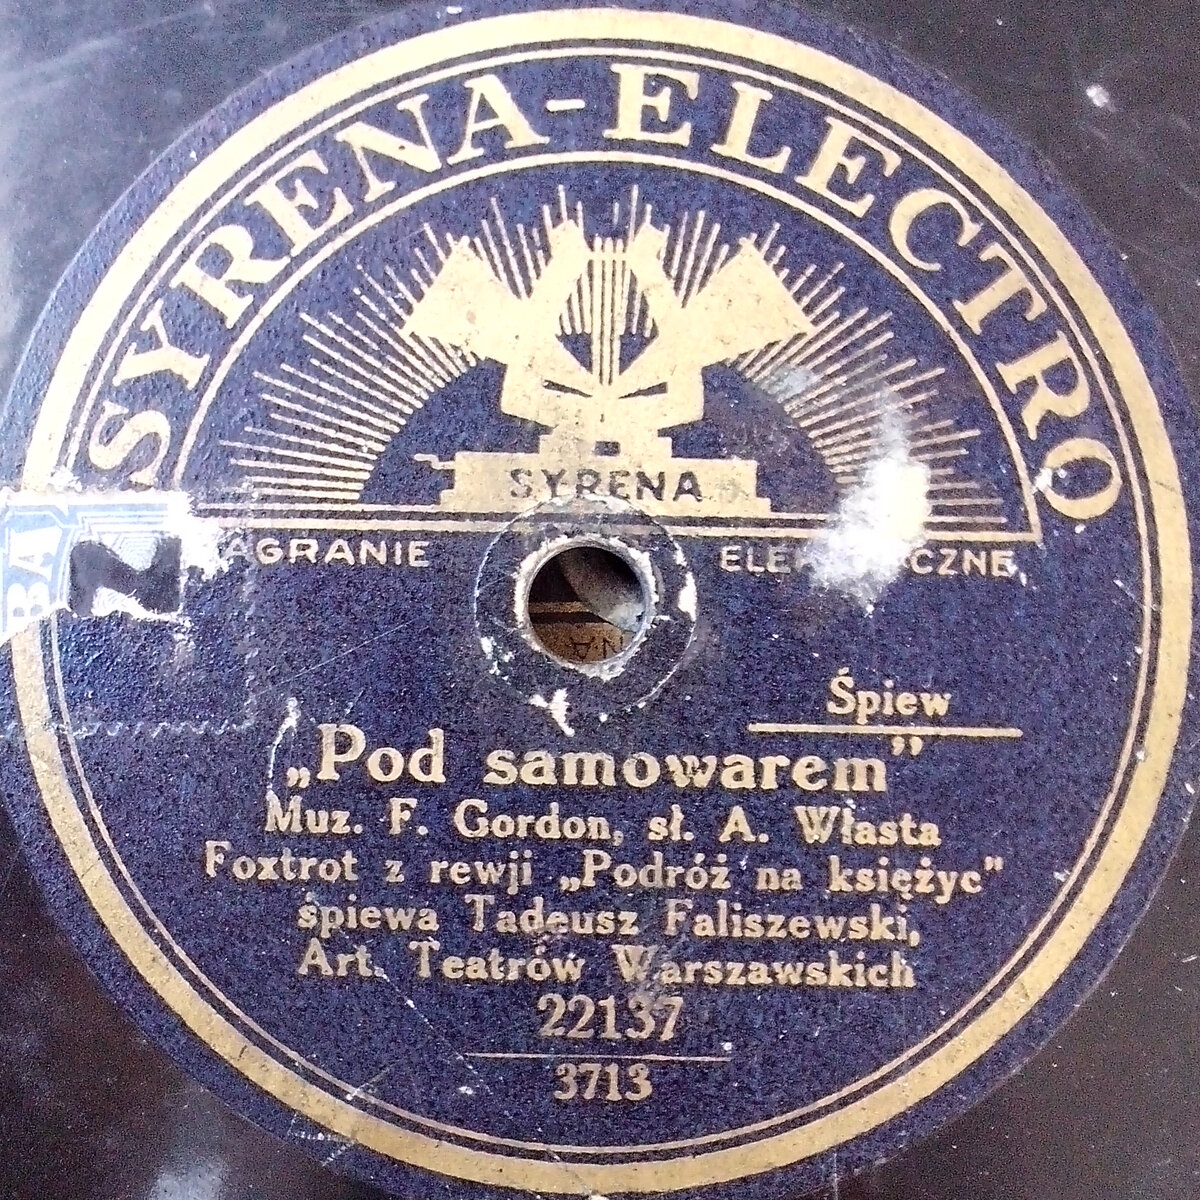 SYRENA-ELECTRO
SYRENA
AGRANIE
BA
Śpiew
„Pod samowarem”
Muz. F. Gordon, sł. A. Własta
Foxtrot z rewji „Podróż na księżyc”
śpiewa Tadeusz Faliszewski,
Art. Teatrów Warszawskich
22137
3713